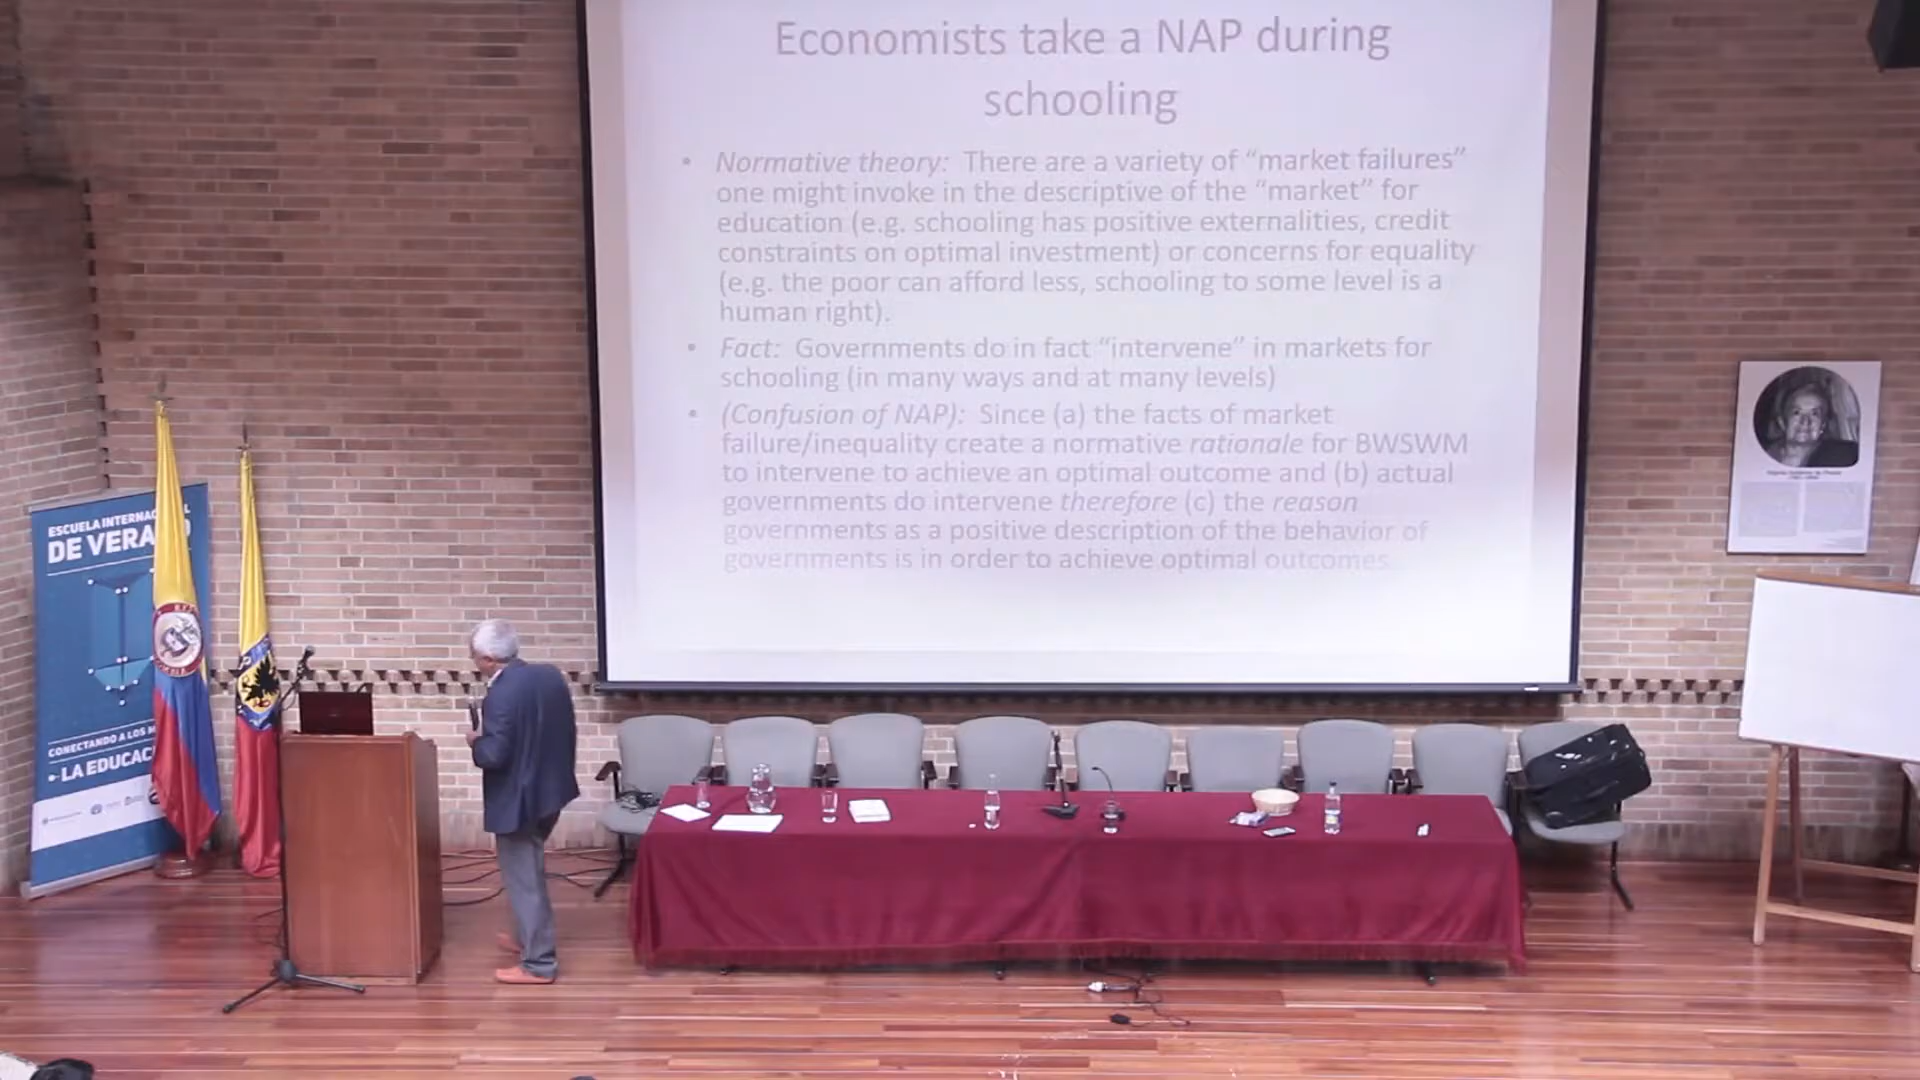 Economists take a NAP during
schooling
• Normative theory: There are a variety of “market failures”
one might invoke in the descriptive of the “market” for
education (e.g. schooling has positive externalities, credit
constraints on optimal investment) or concerns for equality
(e.g. the poor can afford less, schooling to some level is a
human right).
• Fact: Governments do in fact “intervene” in markets for
schooling (in many ways and at many levels)
• (Confusion of NAP): Since (a) the facts of market
failure/inequality create a normative rationale for BWSWM
to intervene to achieve an optimal outcome and (b) actual
governments do intervene therefore (c) the reason
governments as a positive description of the behavior of
governments is in order to achieve optimal outcomes.
ESCUELA
DE
CONECTANDO A LOS
LA